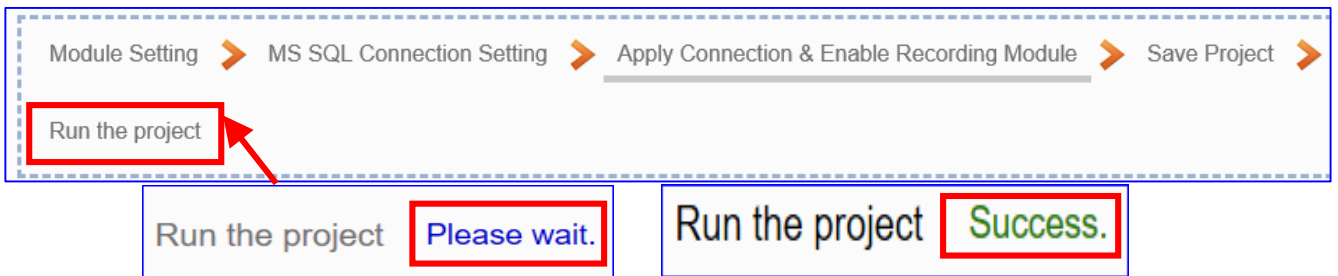 Module Setting MS SQL Connection Setting Apply Connection & Enable Recording Module Save Project
Run the project
Run the project Please wait.
Run the project Success.